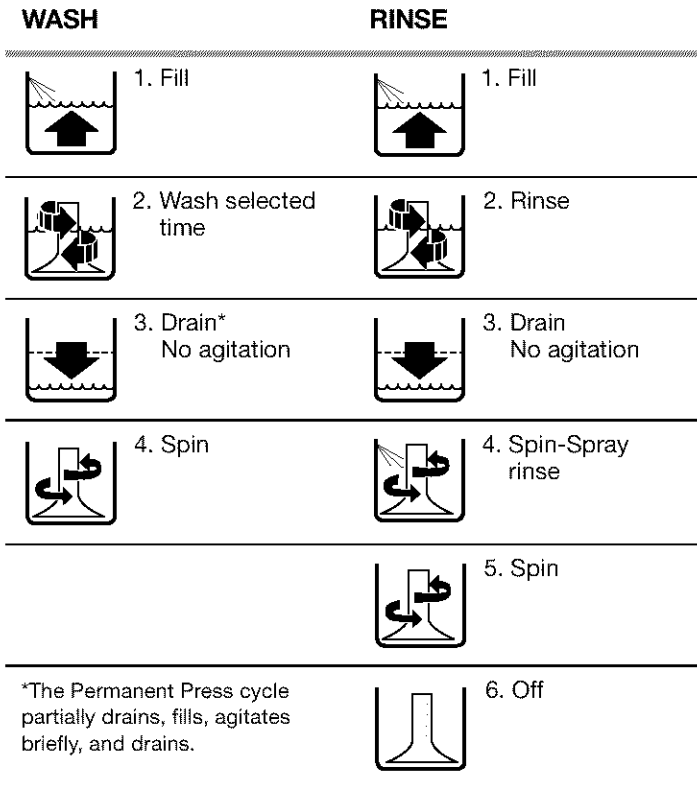 WASH
1. Fill
2. Wash selected
time
3. Drain*
No agitation
4. Spin
*The Permanent Press cycle
partially drains, fills, agitates
briefly, and drains.
RINSE
1. Fill
2. Rinse
3. Drain
No agitation
4. Spin-Spray
rinse
5. Spin
6. Off